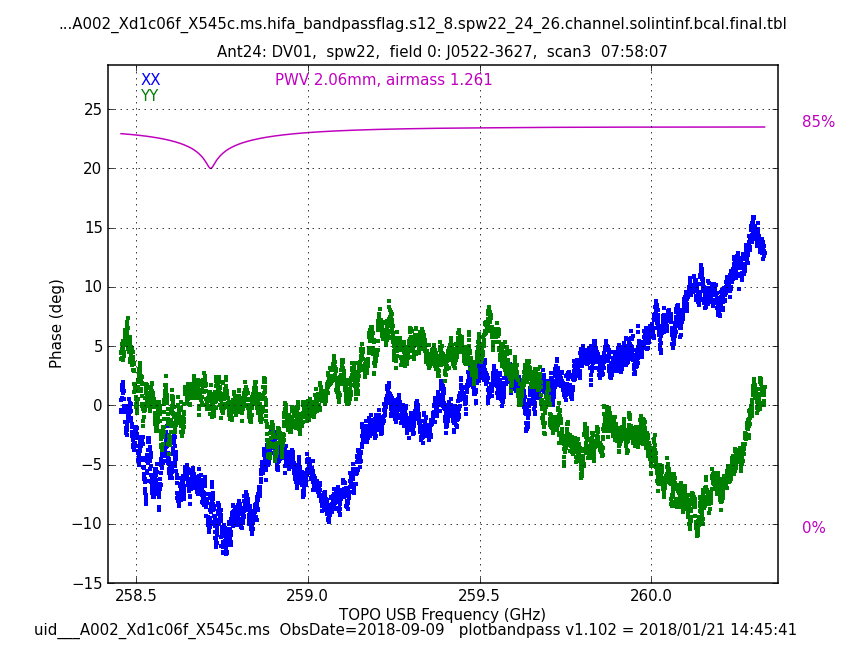 ...A002_Xd1c06f_X545c.ms.hifa_bandpassflag.s12_8.spw22_24_26.channel.solintinf.bcal.final.tbl
Ant24: DV01,  spw22,  field 0: J0522-3627,  scan3  07:58:07
XX
PWV 2.06mm, airmass 1.261
YY
85%
0%
Phase (deg)
25
20
15
10
5
0
−5
−10
−15
258.5
259.0
259.5
260.0
TOPO USB Frequency (GHz)
uid___A002_Xd1c06f_X545c.ms  ObsDate=2018-09-09   plotbandpass v1.102 = 2018/01/21 14:45:41